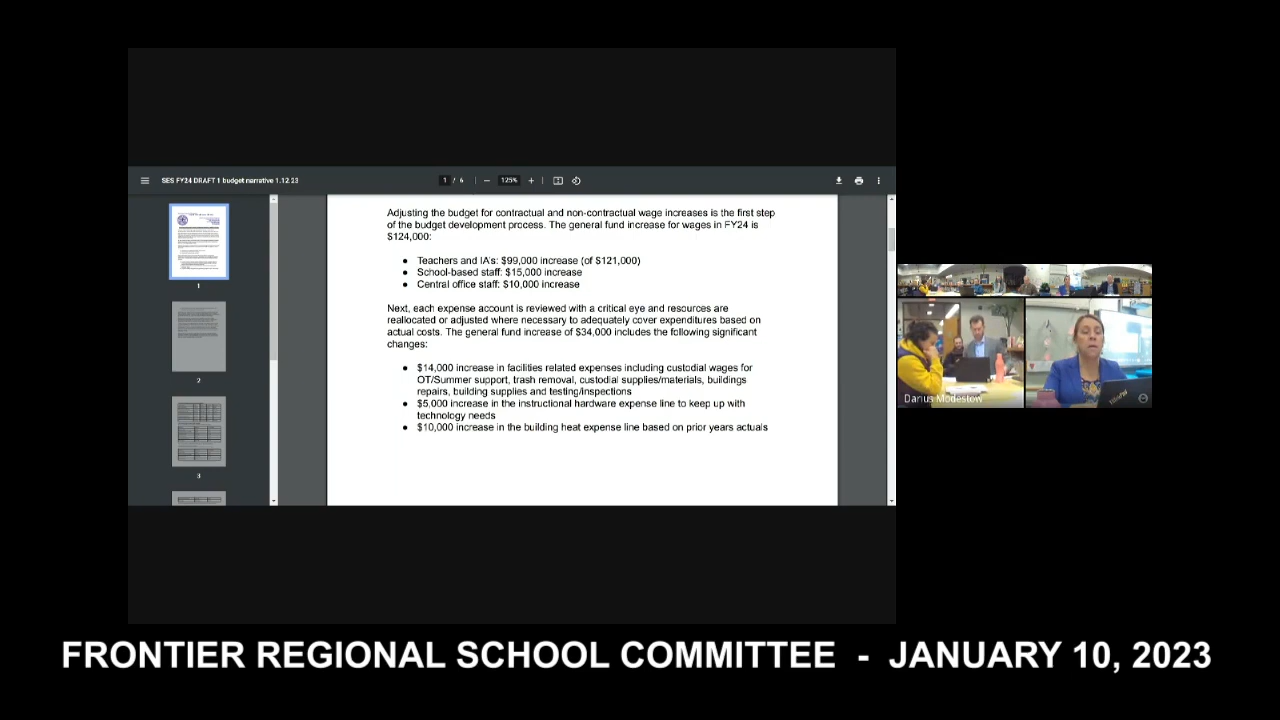 SES FY24 DRAFT 1 budget narrative 1.12.23
1 / 6
125%
Adjusting the budget for contractual and non-contractual wage increases is the first step
of the budget development process. The general fund increase for wages in FY24 is
$124,000:
• Teachers and IA's: $99,000 increase (of $121,000)
• School-based staff: $15,000 increase
• Central office staff: $10,000 increase
Next, each expense account is reviewed with a critical eye and resources are
reallocated or adjusted where necessary to adequately cover expenditures based on
actual costs. The general fund increase of $34,000 includes the following significant
changes:
• $14,000 increase in facilities related expenses including custodial wages for
OT/Summer support, trash removal, custodial supplies/materials, buildings
repairs, building supplies and testing/inspections
• $5,000 increase in the instructional hardware expense line to keep up with
technology needs
• $10,000 increase in the building heat expense line based on prior years actuals
1
2
3
Darius Modestow
FRONTIER REGIONAL SCHOOL COMMITTEE - JANUARY 10, 2023